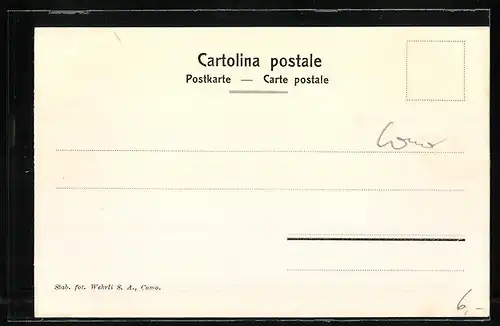 Cartolina postale
Postkarte — Carte postale
Como
Stab. fot. Wehrli S. A., Como.
6,-